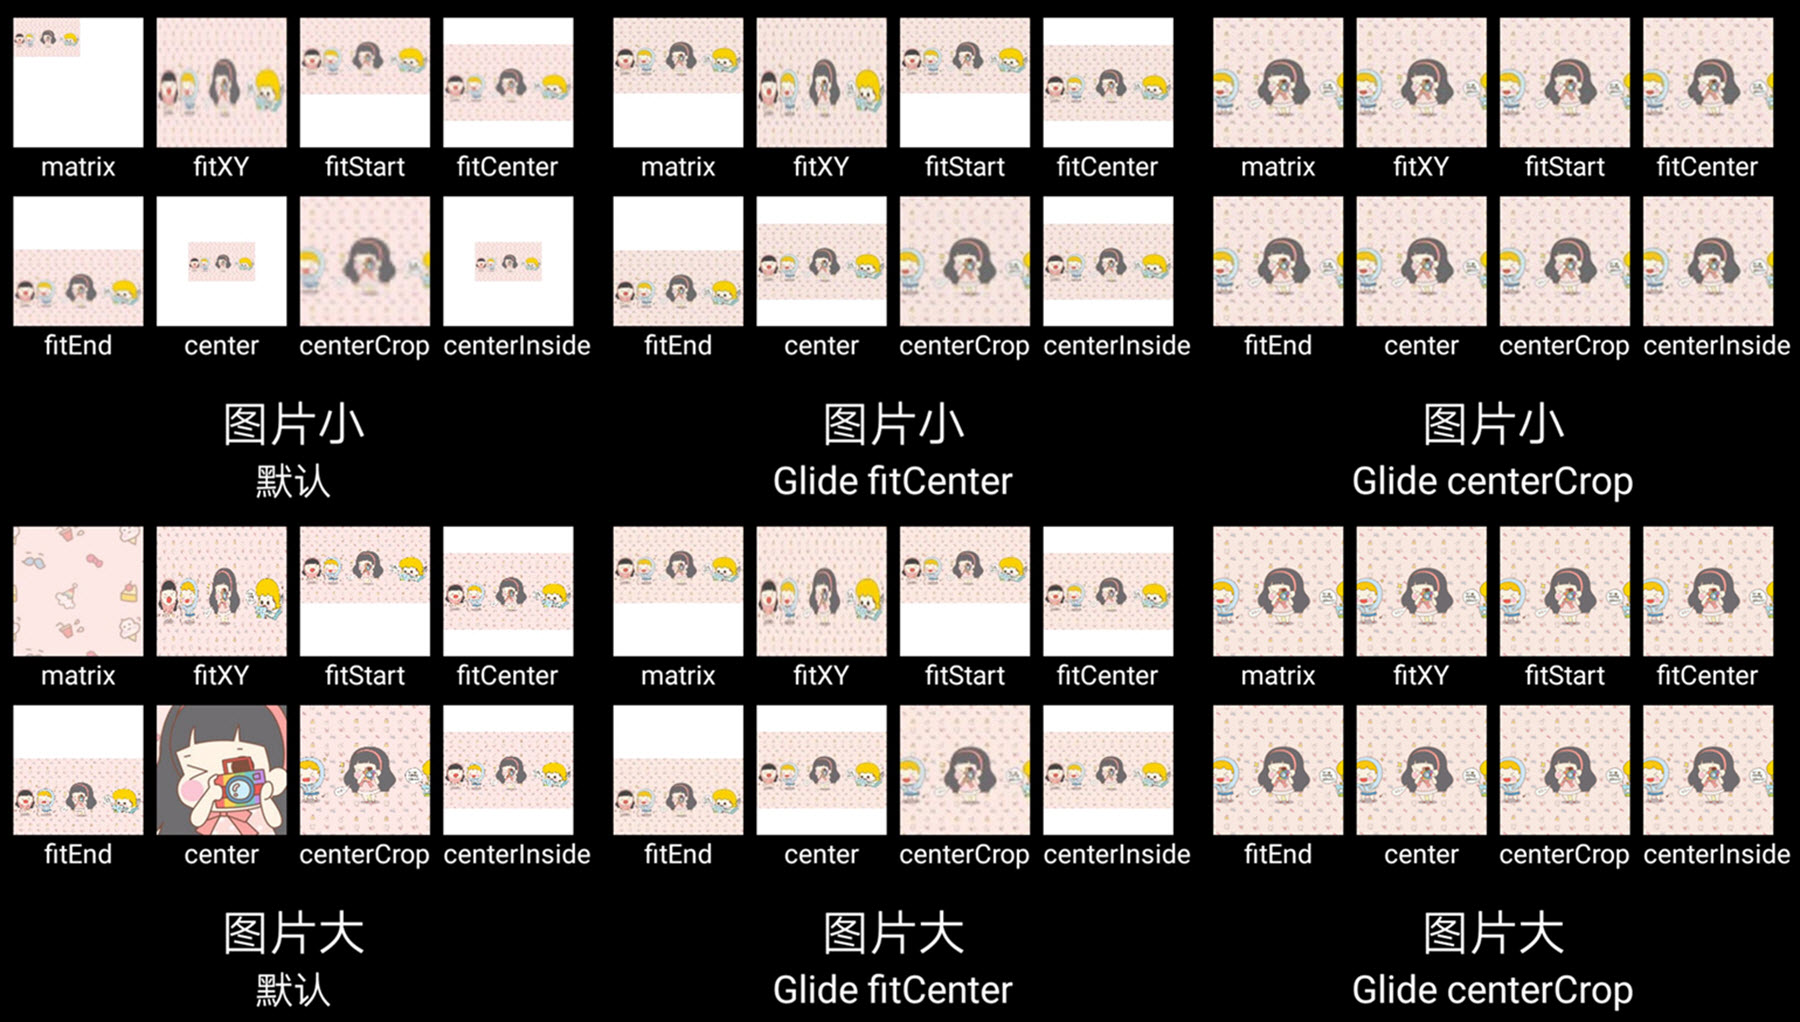 matrix fitXY fitStart fitCenter
fitEnd center centerCrop centerInside
图片小
默认
matrix fitXY fitStart fitCenter
fitEnd center centerCrop centerInside
图片小
Glide fitCenter
matrix fitXY fitStart fitCenter
fitEnd center centerCrop centerInside
图片小
Glide centerCrop
matrix fitXY fitStart fitCenter
fitEnd center centerCrop centerInside
图片大
默认
matrix fitXY fitStart fitCenter
fitEnd center centerCrop centerInside
图片大
Glide fitCenter
matrix fitXY fitStart fitCenter
fitEnd center centerCrop centerInside
图片大
Glide centerCrop